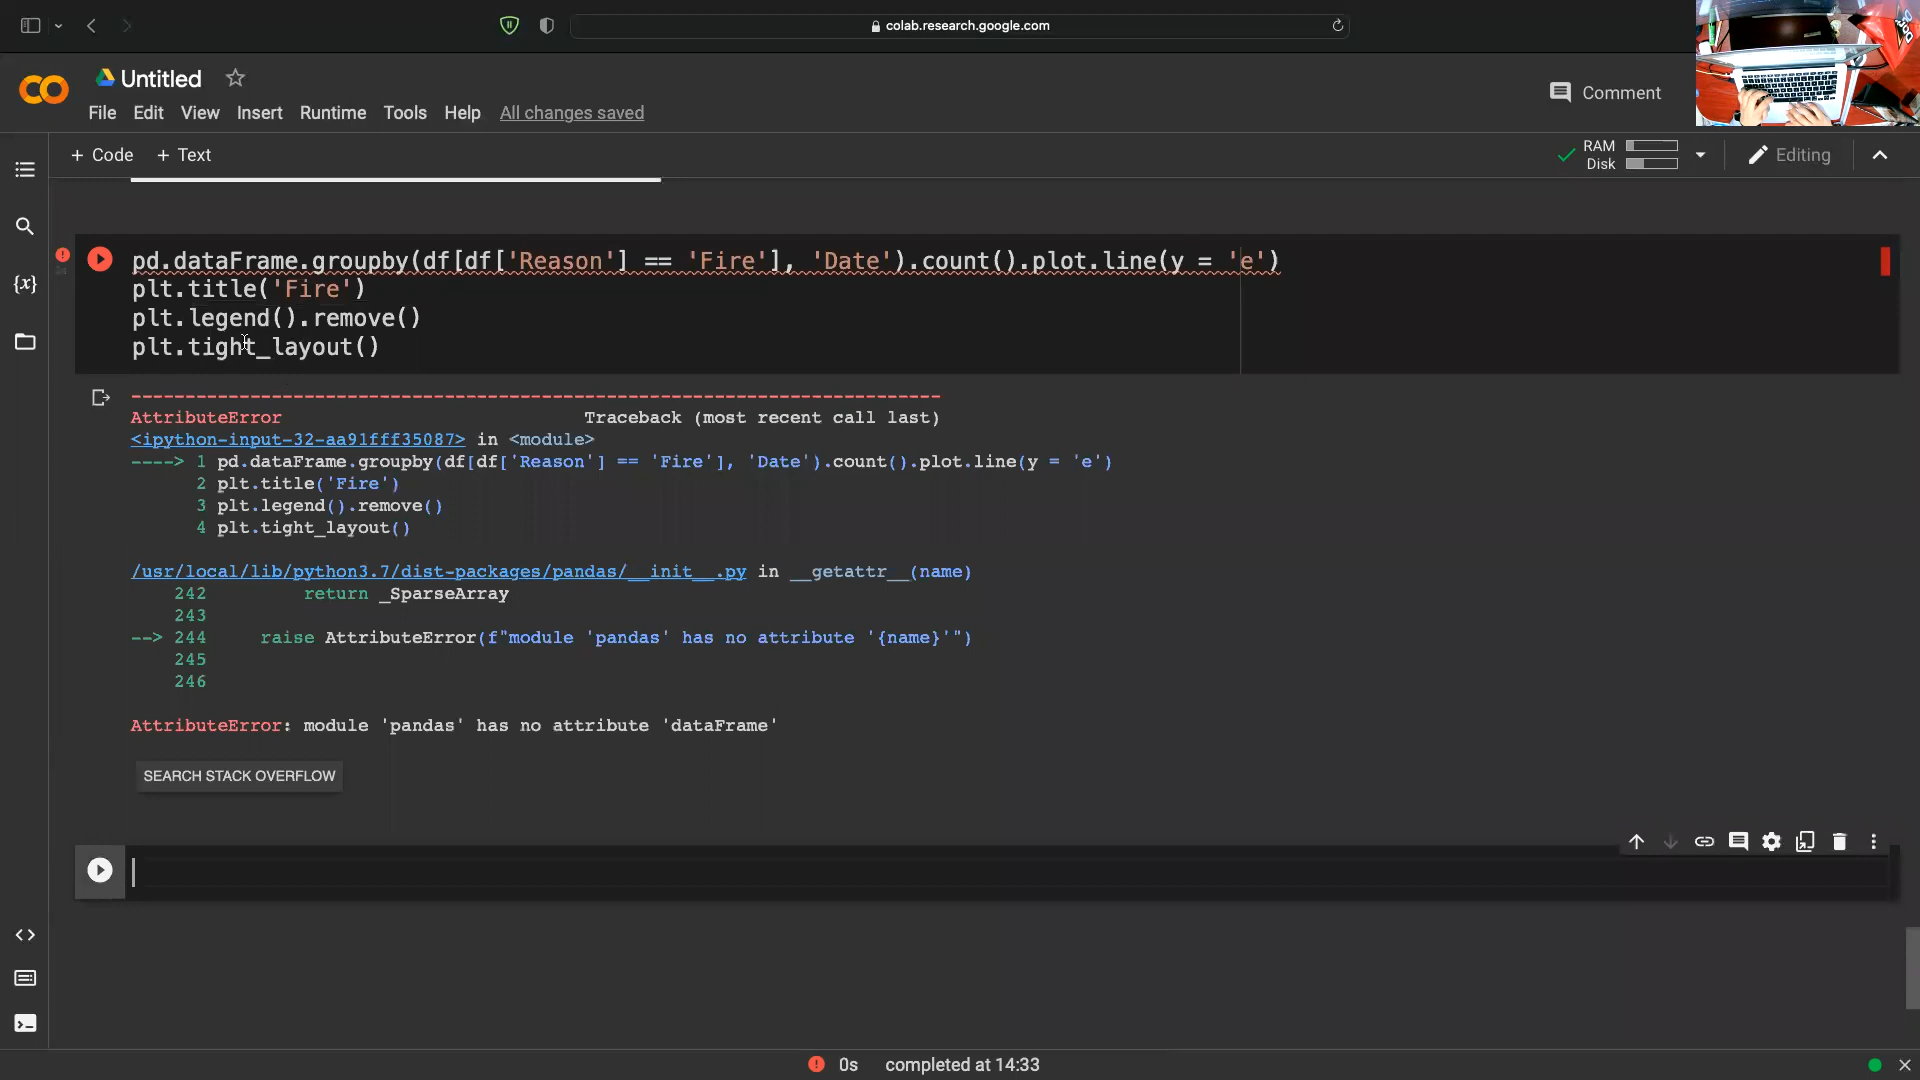 colab.research.google.com
Untitled
File Edit View Insert Runtime Tools Help All changes saved
Comment
+ Code + Text
RAM
Disk
Editing
{x}
pd.dataFrame.groupby(df[df['Reason'] == 'Fire'], 'Date').count().plot.line(y = 'e')
plt.title('Fire')
plt.legend().remove()
plt.tight_layout()
---------------------------------------------------------------------------
AttributeError Traceback (most recent call last)
<ipython-input-32-aa91fff35087> in <module>
----> 1 pd.dataFrame.groupby(df[df['Reason'] == 'Fire'], 'Date').count().plot.line(y = 'e')
2 plt.title('Fire')
3 plt.legend().remove()
4 plt.tight_layout()
/usr/local/lib/python3.7/dist-packages/pandas/__init__.py in __getattr__(name)
242 return _SparseArray
243
--> 244 raise AttributeError(f"module 'pandas' has no attribute '{name}'")
245
246
AttributeError: module 'pandas' has no attribute 'dataFrame'
SEARCH STACK OVERFLOW
0s completed at 14:33